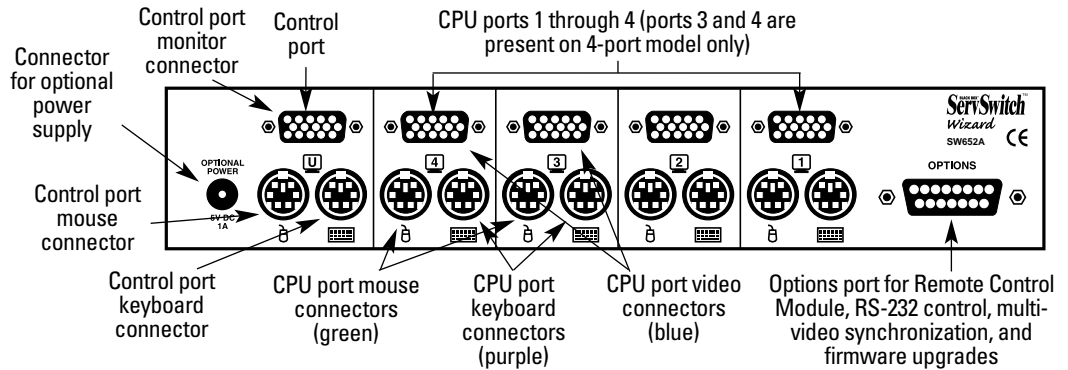 Control port
monitor
connector
Control
port
CPU ports 1 through 4 (ports 3 and 4 are
present on 4-port model only)
Connector
for optional
power
supply
BLACK BOX
ServSwitch™
Wizard
SW652A
CE
OPTIONAL
POWER
U
4
3
2
1
OPTIONS
5V DC
1A
Control port
mouse
connector
Control port
keyboard
connector
CPU port mouse
connectors
(green)
CPU port
keyboard
connectors
(purple)
CPU port video
connectors
(blue)
Options port for Remote Control
Module, RS-232 control, multi-
video synchronization, and
firmware upgrades